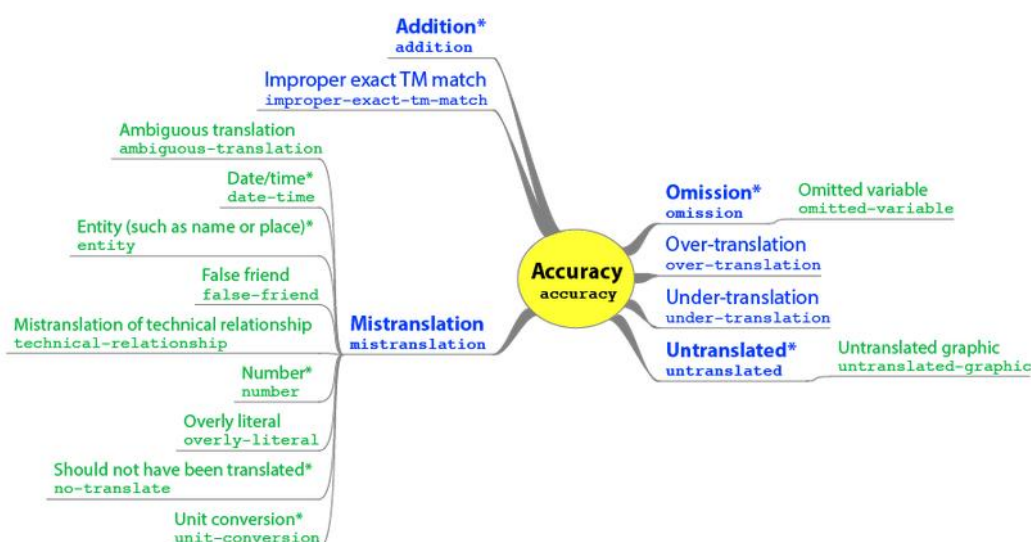 Addition*
addition
Improper exact TM match
improper-exact-tm-match
Ambiguous translation
ambiguous-translation
Date/time*
date-time
Entity (such as name or place)*
entity
False friend
false-friend
Mistranslation of technical relationship
technical-relationship
Number*
number
Overly literal
overly-literal
Should not have been translated*
no-translate
Unit conversion*
unit-conversion
Mistranslation
mistranslation
Accuracy
accuracy
Omission*
omission
Omitted variable
omitted-variable
Over-translation
over-translation
Under-translation
under-translation
Untranslated*
untranslated
Untranslated graphic
untranslated-graphic